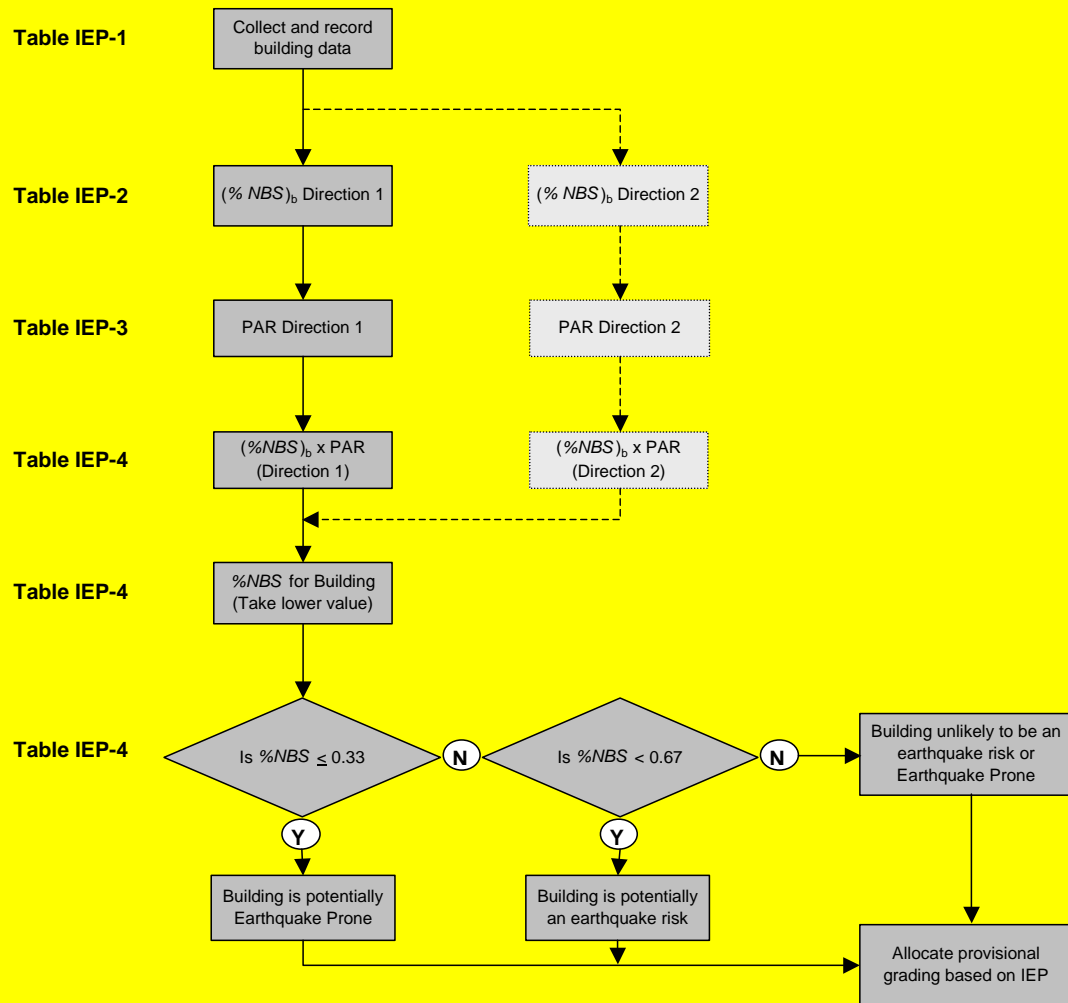 Table IEP-1
Collect and record
building data
Table IEP-2
(% NBS)b Direction 1
(% NBS)b Direction 2
Table IEP-3
PAR Direction 1
PAR Direction 2
Table IEP-4
(%NBS)b x PAR
(Direction 1)
(%NBS)b x PAR
(Direction 2)
Table IEP-4
%NBS for Building
(Take lower value)
Table IEP-4
Is %NBS ≤ 0.33
N
Is %NBS < 0.67
N
Building unlikely to be an
earthquake risk or
Earthquake Prone
Y
Y
Building is potentially
Earthquake Prone
Building is potentially
an earthquake risk
Allocate provisional
grading based on IEP